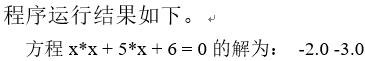 程序运行结果如下。
方程 x*x + 5*x + 6 = 0 的解为： -2.0 -3.0